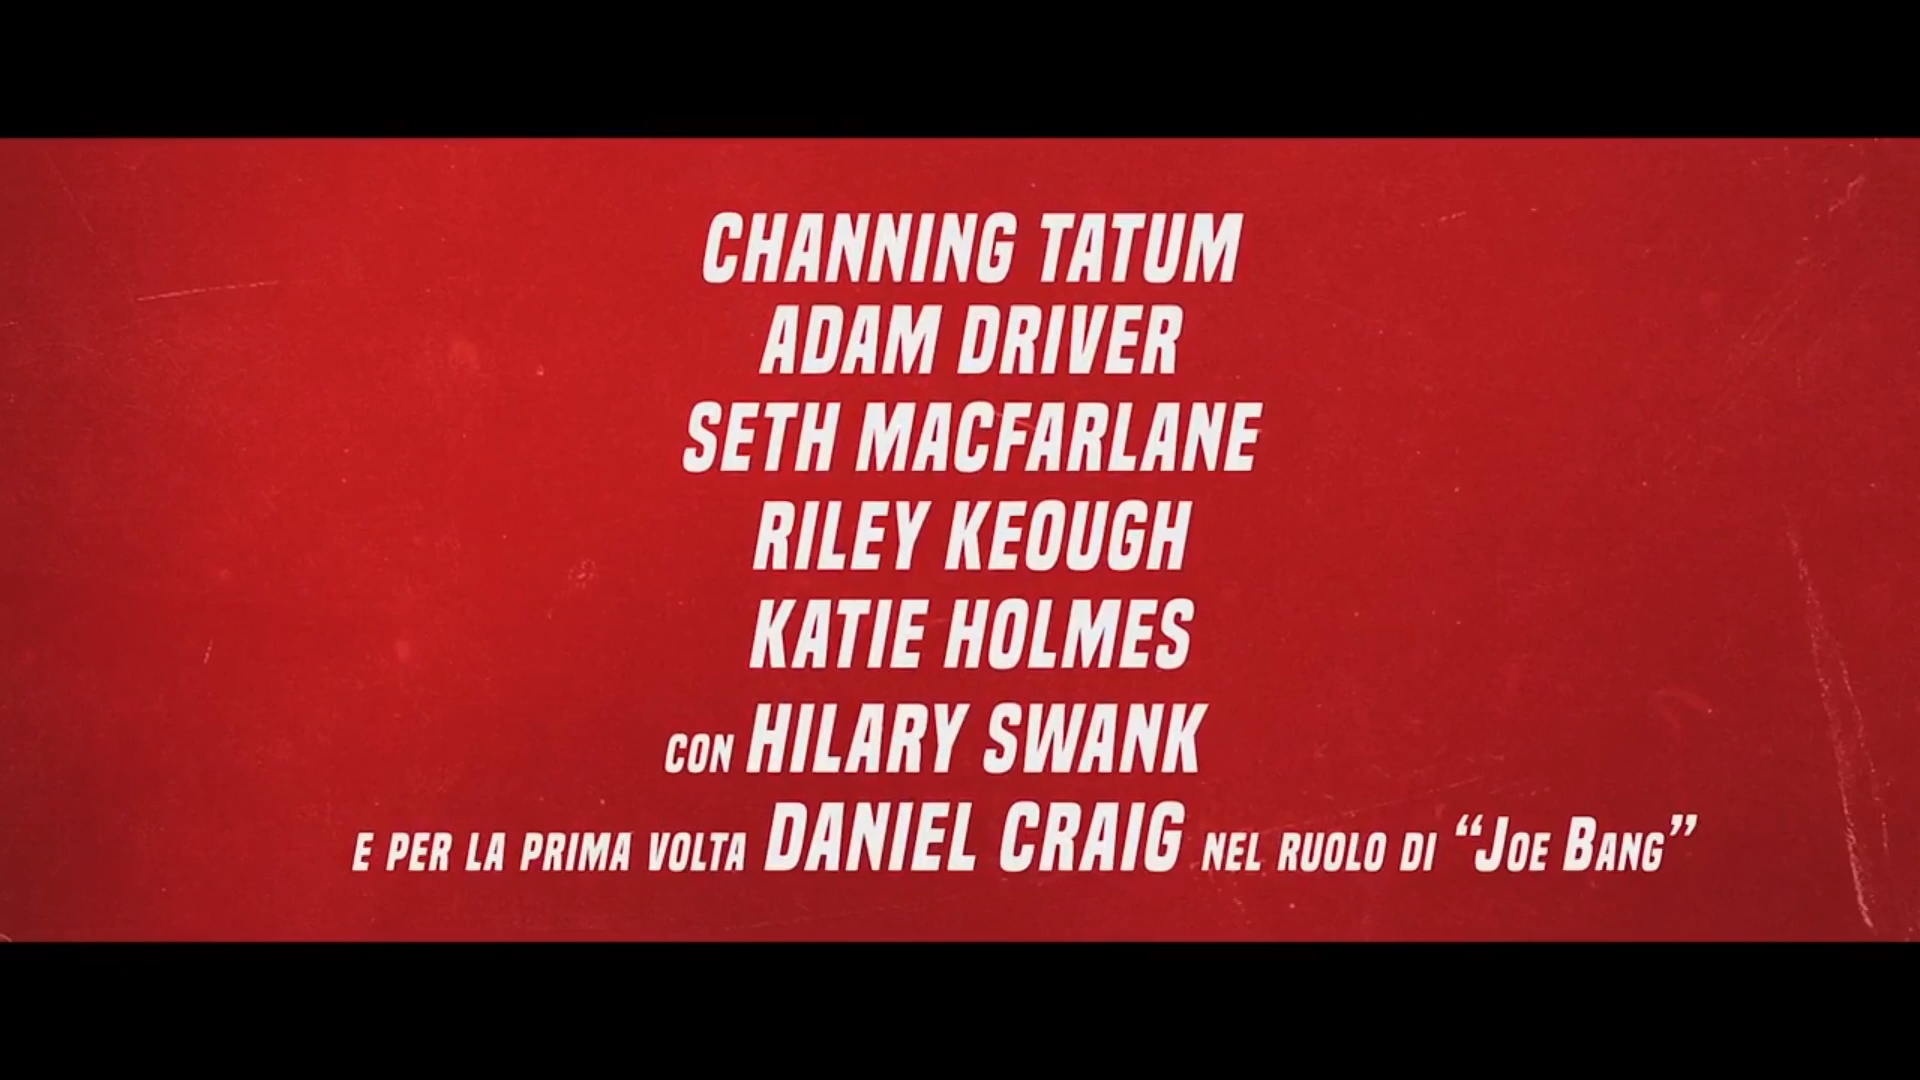 CHANNING TATUM
ADAM DRIVER
SETH MACFARLANE
RILEY KEOUGH
KATIE HOLMES
CON HILARY SWANK
E PER LA PRIMA VOLTA DANIEL CRAIG NEL RUOLO DI “JOE BANG”